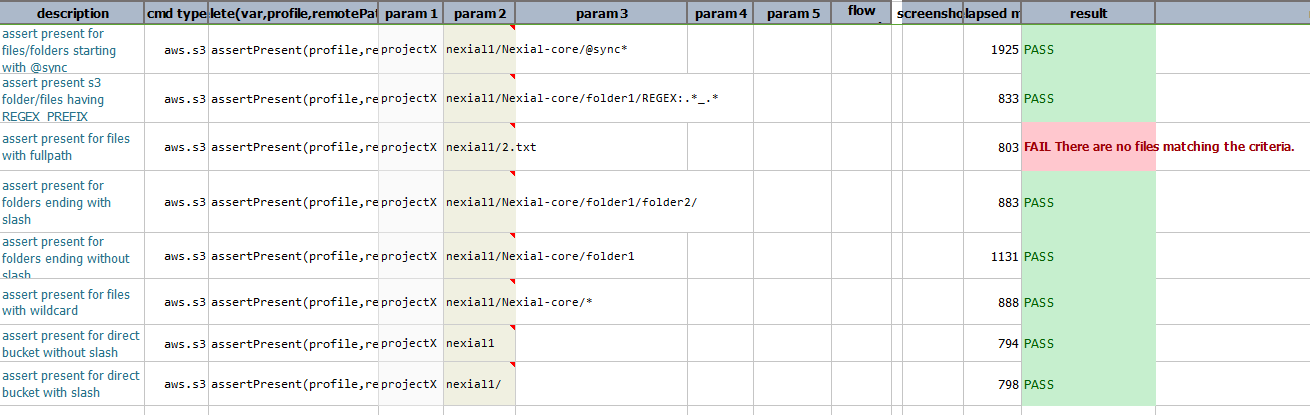 description cmd type lete(var,profile,remotePat param 1 param 2 param 3 param 4 param 5 flow screensho lapsed m result
assert present for
files/folders starting
with @sync
aws.s3 assertPresent(profile,re projectX nexial1/Nexial-core/@sync* 1925 PASS
assert present s3
folder/files having
REGEX_PREFIX
aws.s3 assertPresent(profile,re projectX nexial1/Nexial-core/folder1/REGEX:.*_.* 833 PASS
assert present for files
with fullpath
aws.s3 assertPresent(profile,re projectX nexial1/2.txt 803 FAIL There are no files matching the criteria.
assert present for
folders ending with
slash
aws.s3 assertPresent(profile,re projectX nexial1/Nexial-core/folder1/folder2/ 883 PASS
assert present for
folders ending without
slash
aws.s3 assertPresent(profile,re projectX nexial1/Nexial-core/folder1 1131 PASS
assert present for files
with wildcard
aws.s3 assertPresent(profile,re projectX nexial1/Nexial-core/* 888 PASS
assert present for direct
bucket without slash
aws.s3 assertPresent(profile,re projectX nexial1 794 PASS
assert present for direct
bucket with slash
aws.s3 assertPresent(profile,re projectX nexial1/ 798 PASS